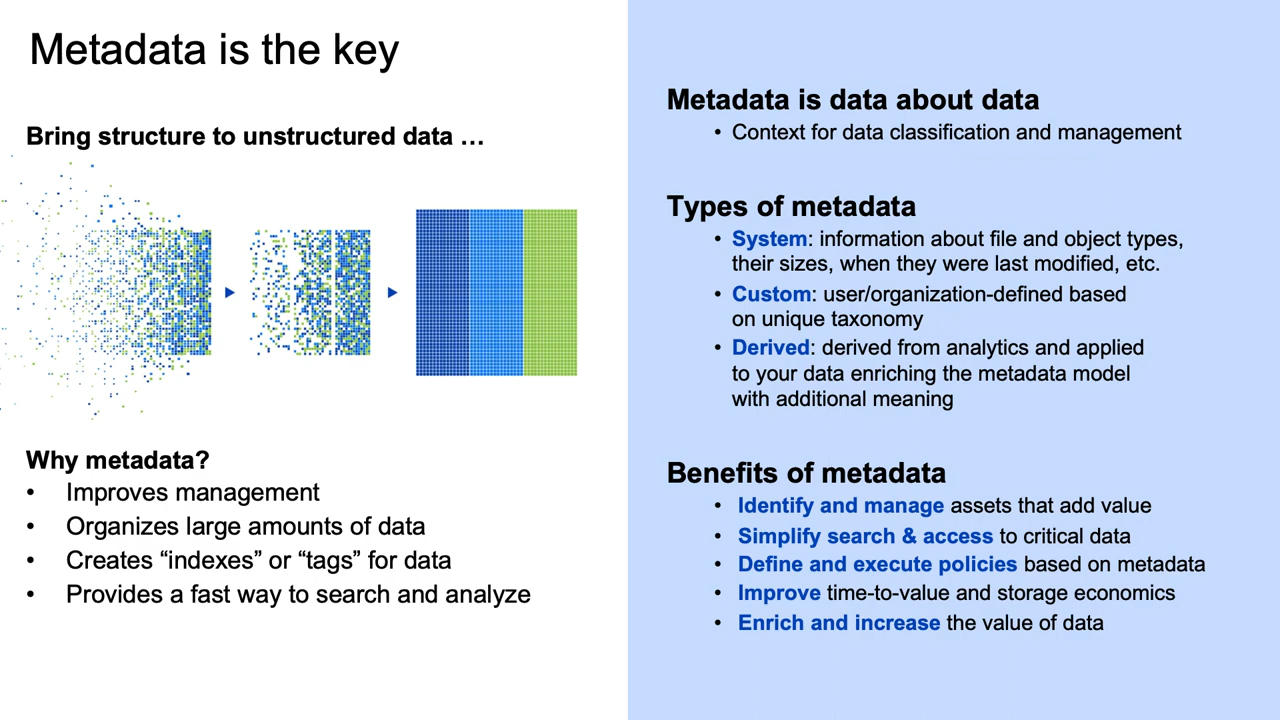 Metadata is the key
Bring structure to unstructured data …
Why metadata?
• Improves management
• Organizes large amounts of data
• Creates “indexes” or “tags” for data
• Provides a fast way to search and analyze
Metadata is data about data
• Context for data classification and management
Types of metadata
• System: information about file and object types,
their sizes, when they were last modified, etc.
• Custom: user/organization-defined based
on unique taxonomy
• Derived: derived from analytics and applied
to your data enriching the metadata model
with additional meaning
Benefits of metadata
• Identify and manage assets that add value
• Simplify search & access to critical data
• Define and execute policies based on metadata
• Improve time-to-value and storage economics
• Enrich and increase the value of data